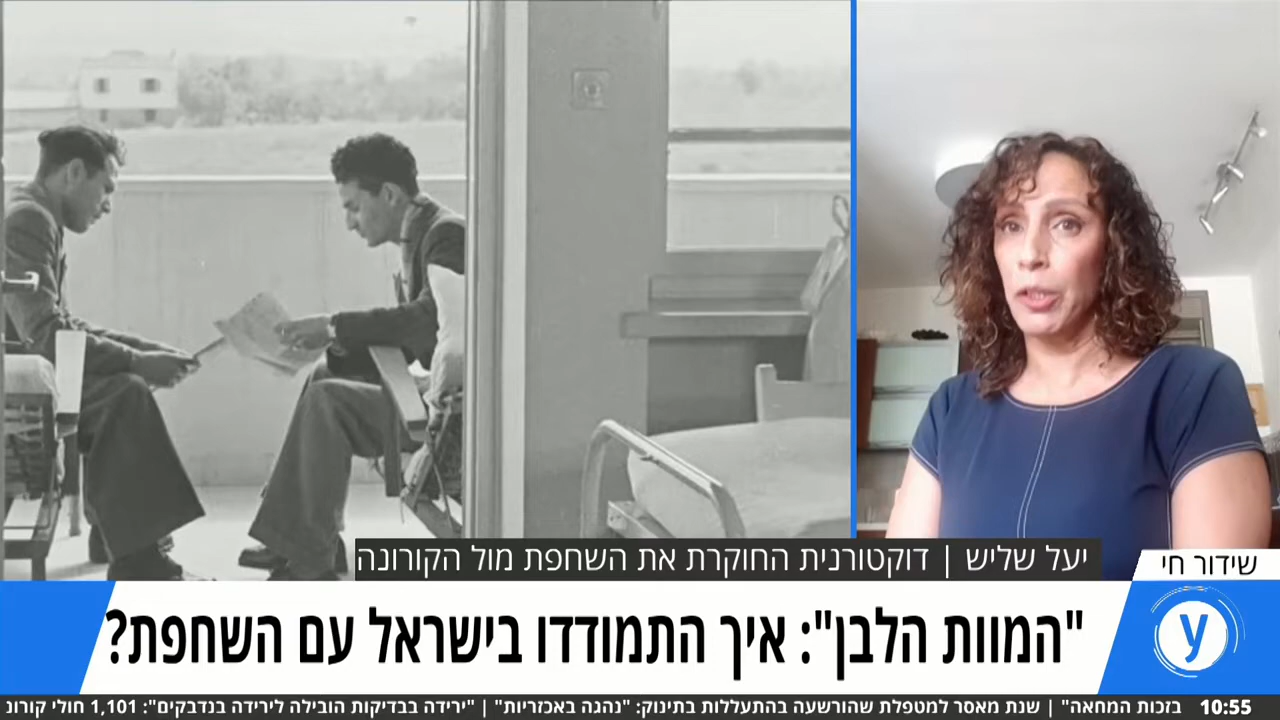 יעל שליש | דוקטורנית החוקרת את השחפת מול הקורונה
שידור חי
"המוות הלבן": איך התמודדו בישראל עם השחפת?
y
10:55 בזכות המחאה" | שנת מאסר למטפלת שהורשעה בהתעללות בתינוק: "נהגה באכזריות" | "ירידה בבדיקות הובילה לירידה בנדבקים": 1,101 חולי קורונ